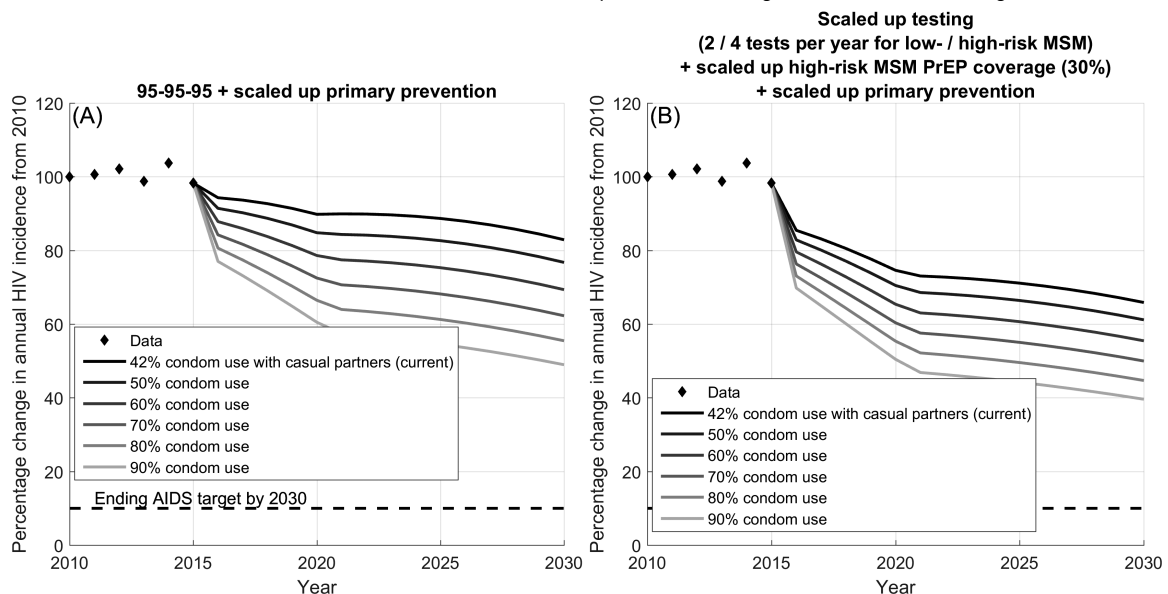 95-95-95 + scaled up primary prevention
(A)
Percentage change in annual HIV incidence from 2010
120
100
80
60
40
20
0
Data
42% condom use with casual partners (current)
50% condom use
60% condom use
70% condom use
80% condom use
90% condom use
Ending AIDS target by 2030
2010 2015 2020 2025 2030
Year
Scaled up testing
(2 / 4 tests per year for low- / high-risk MSM)
+ scaled up high-risk MSM PrEP coverage (30%)
+ scaled up primary prevention
(B)
Percentage change in annual HIV incidence from 2010
120
100
80
60
40
20
0
Data
42% condom use with casual partners (current)
50% condom use
60% condom use
70% condom use
80% condom use
90% condom use
2010 2015 2020 2025 2030
Year